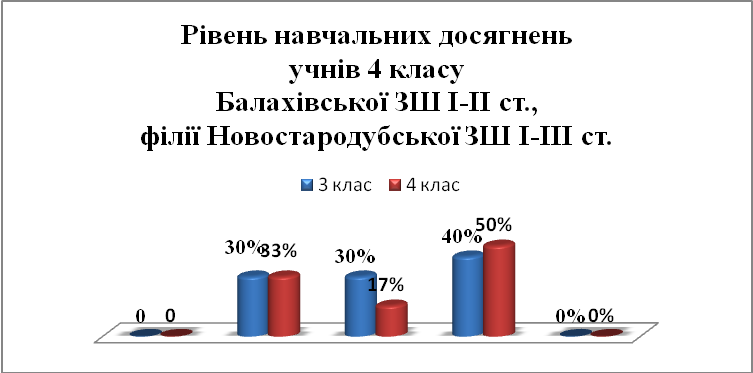 Рівень навчальних досягнень
учнів 4 класу
Балахівської ЗШ І-ІІ ст.,
філії Новостародубської ЗШ І-ІІІ ст.
3 клас 4 клас
0 0 30% 33% 30% 17% 40% 50% 0% 0%